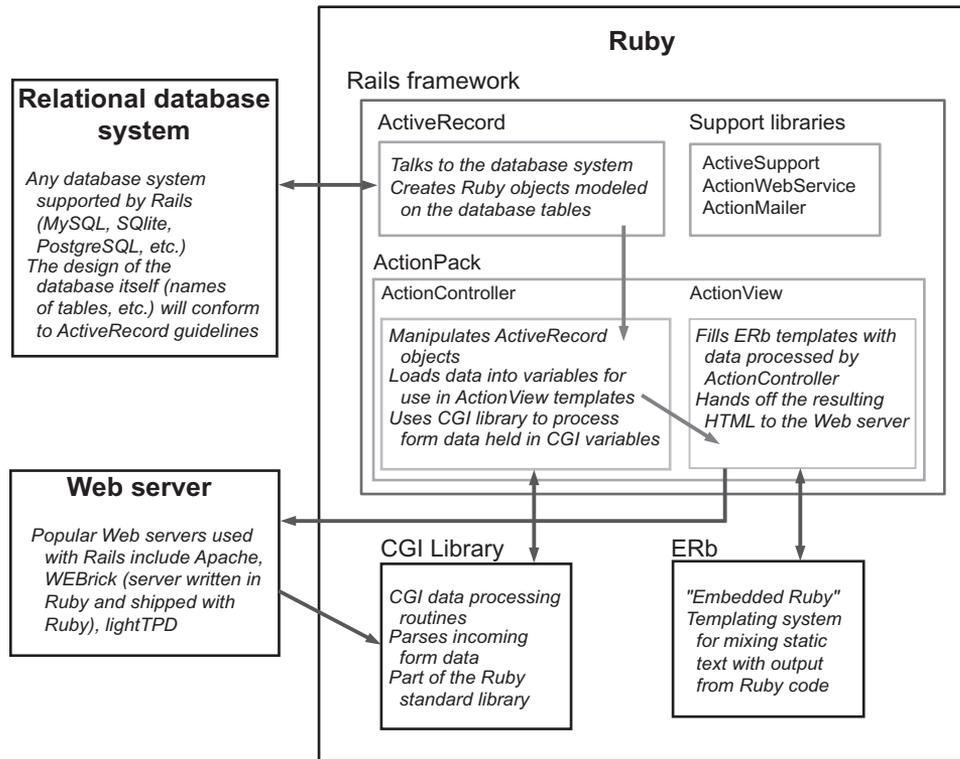 Ruby
Rails framework
Relational database
system
Any database system
supported by Rails
(MySQL, SQlite,
PostgreSQL, etc.)
The design of the
database itself (names
of tables, etc.) will conform
to ActiveRecord guidelines
ActiveRecord
Talks to the database system
Creates Ruby objects modeled
on the database tables
Support libraries
ActiveSupport
ActionWebService
ActionMailer
ActionPack
ActionController
Manipulates ActiveRecord
objects
Loads data into variables for
use in ActionView templates
Uses CGI library to process
form data held in CGI variables
ActionView
Fills ERb templates with
data processed by
ActionController
Hands off the resulting
HTML to the Web server
Web server
Popular Web servers used
with Rails include Apache,
WEBrick (server written in
Ruby and shipped with
Ruby), lightTPD
CGI Library
CGI data processing
routines
Parses incoming
form data
Part of the Ruby
standard library
ERb
"Embedded Ruby"
Templating system
for mixing static
text with output
from Ruby code